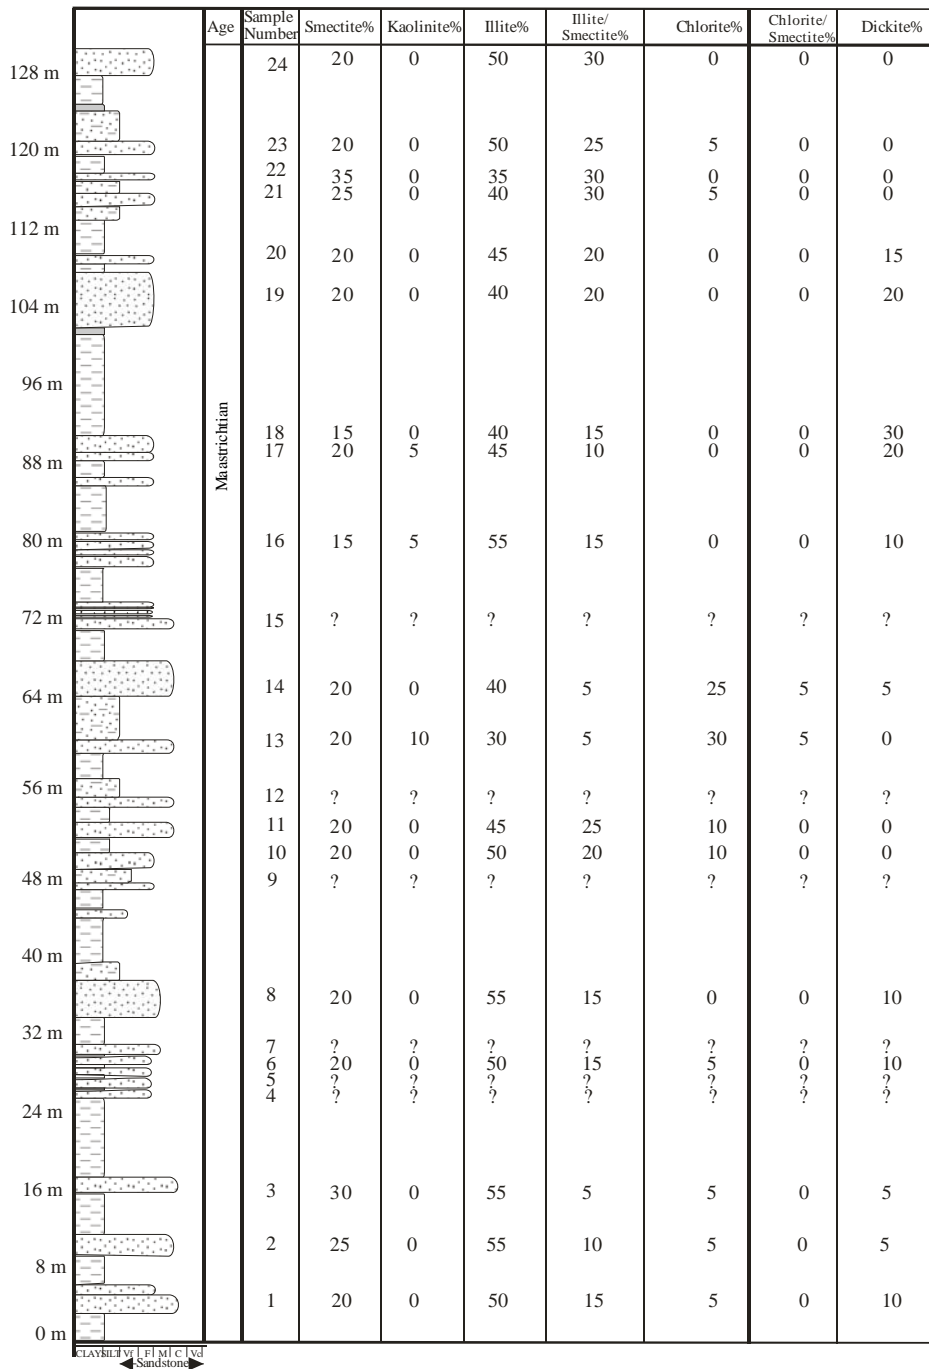 Age Sample Number Smectite% Kaolinite% Illite% Illite/ Smectite% Chlorite% Chlorite/ Smectite% Dickite%
24 20 0 50 30 0 0 0
128 m
23 20 0 50 25 5 0 0
120 m
22 35 0 35 30 0 0 0
21 25 0 40 30 5 0 0
112 m
20 20 0 45 20 0 0 15
19 20 0 40 20 0 0 20
104 m
96 m
Maastrichtian
18 15 0 40 15 0 0 30
17 20 5 45 10 0 0 20
88 m
80 m 16 15 5 55 15 0 0 10
72 m 15 ? ? ? ? ? ? ?
14 20 0 40 5 25 5 5
64 m
13 20 10 30 5 30 5 0
56 m
12 ? ? ? ? ? ? ?
11 20 0 45 25 10 0 0
10 20 0 50 20 10 0 0
48 m 9 ? ? ? ? ? ? ?
40 m
8 20 0 55 15 0 0 10
32 m
7 ? ? ? ? ? ? ?
6 20 0 50 15 5 0 10
5 ? ? ? ? ? ? ?
4 ? ? ? ? ? ? ?
24 m
16 m 3 30 0 55 5 5 0 5
2 25 0 55 10 5 0 5
8 m
1 20 0 50 15 5 0 10
0 m
CLAY SILT Vf F M C Vc
Sandstone